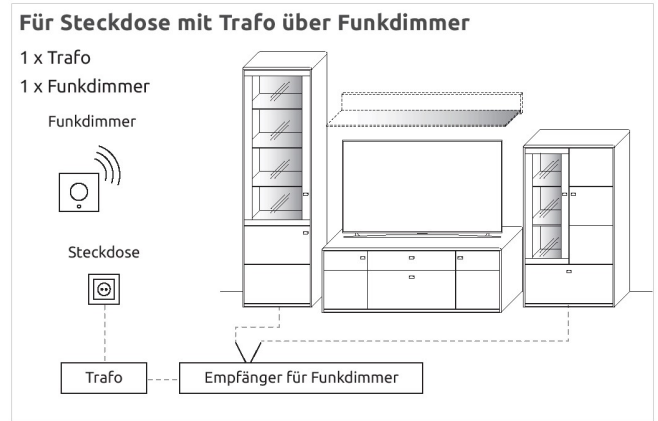 Für Steckdose mit Trafo über Funkdimmer
1 x Trafo
1 x Funkdimmer
Funkdimmer
Steckdose
Trafo
Empfänger für Funkdimmer